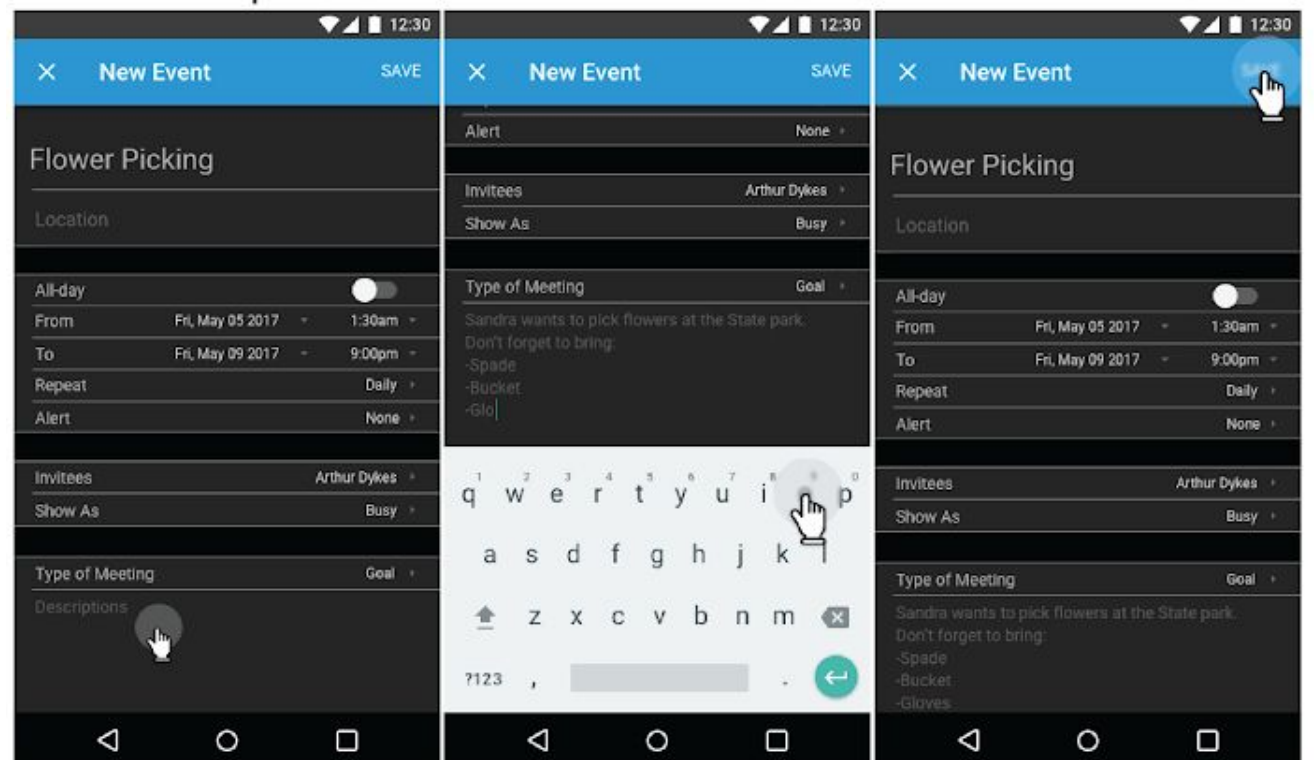 12:30
New Event SAVE
Flower Picking
Location
All-day
From Fri, May 05 2017 1:30am
To Fri, May 09 2017 9:00pm
Repeat Daily
Alert None
Invitees Arthur Dykes
Show As Busy
Type of Meeting Goal
Descriptions
12:30
New Event SAVE
Alert None
Invitees Arthur Dykes
Show As Busy
Type of Meeting Goal
Sandra wants to pick flowers at the State park.
Don't forget to bring:
-Spade
-Bucket
-Glo
1 2 3 4 5 6 7 8 9 0
q w e r t y u i o p
a s d f g h j k l
z x c v b n m
?123 , .
12:30
New Event SAVE
Flower Picking
Location
All-day
From Fri, May 05 2017 1:30am
To Fri, May 09 2017 9:00pm
Repeat Daily
Alert None
Invitees Arthur Dykes
Show As Busy
Type of Meeting Goal
Sandra wants to pick flowers at the State park.
Don't forget to bring:
-Spade
-Bucket
-Gloves